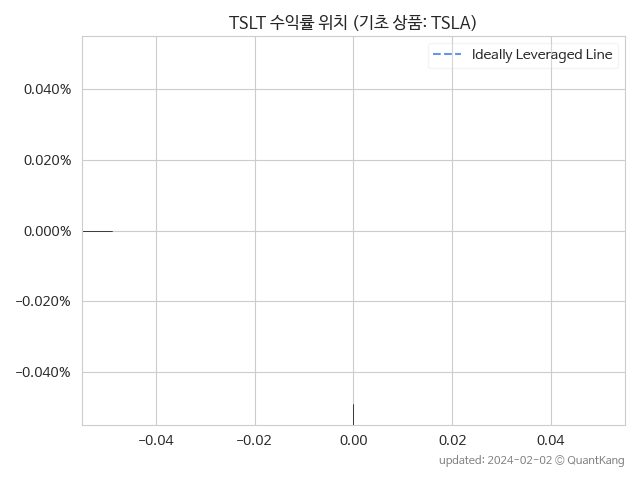 TSLT 수익률 위치 (기초 상품: TSLA)
Ideally Leveraged Line
0.040%
0.020%
0.000%
−0.020%
−0.040%
−0.04 −0.02 0.00 0.02 0.04
updated: 2024-02-02 © QuantKang